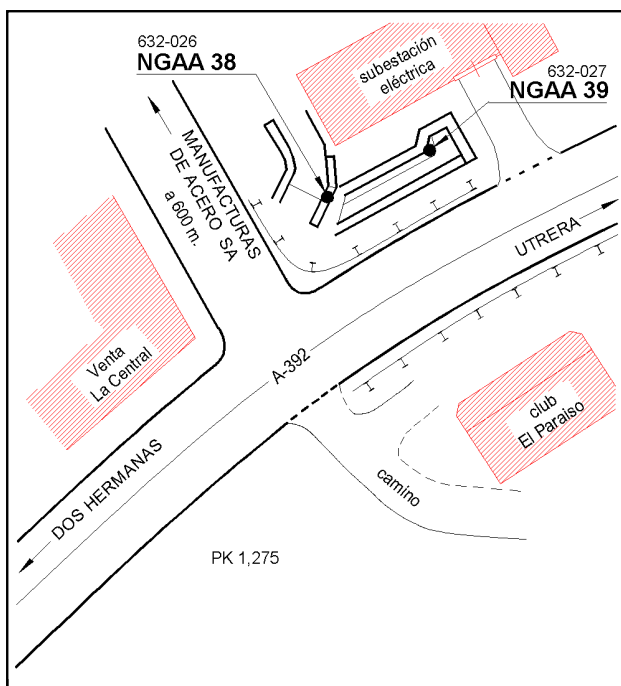 632-026
NGAA 38
subestación
eléctrica
632-027
NGAA 39
MANUFACTURAS
DE ACERO SA
a 600 m.
UTRERA
Venta
La Central
A-392
club
El Paraiso
DOS HERMANAS
camino
PK 1,275